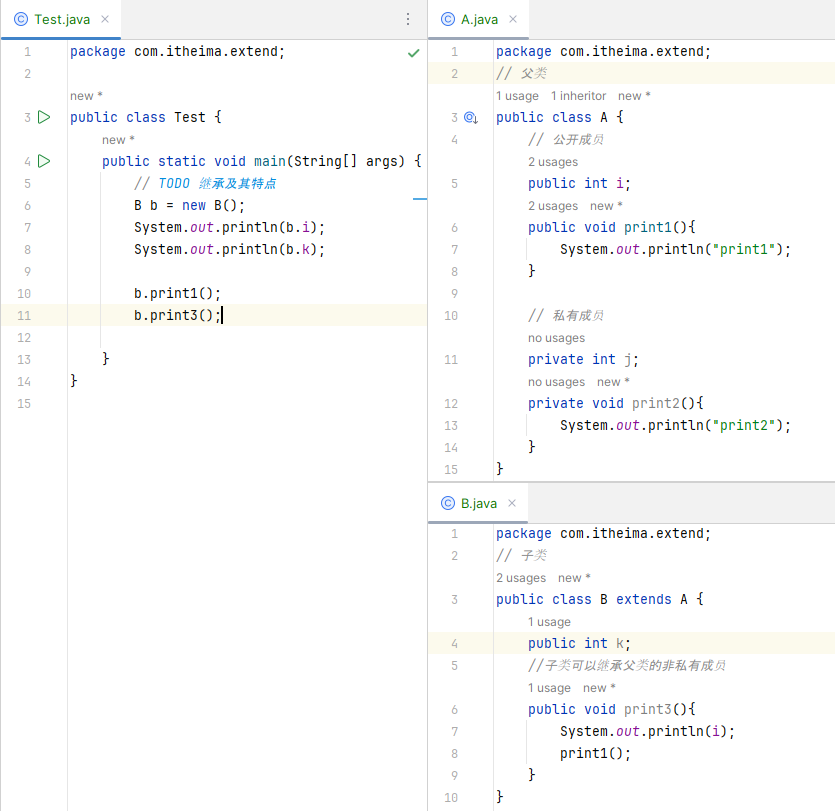 Test.java
1 package com.itheima.extend;
2
new *
3 public class Test {
new *
4 public static void main(String[] args) {
5 // TODO 继承及其特点
6 B b = new B();
7 System.out.println(b.i);
8 System.out.println(b.k);
9
10 b.print1();
11 b.print3();
12
13 }
14 }
15
A.java
1 package com.itheima.extend;
2 // 父类
1 usage 1 inheritor new *
3 public class A {
4 // 公开成员
2 usages
5 public int i;
2 usages new *
6 public void print1(){
7 System.out.println("print1");
8 }
9
10 // 私有成员
no usages
11 private int j;
no usages new *
12 private void print2(){
13 System.out.println("print2");
14 }
15 }
B.java
1 package com.itheima.extend;
2 // 子类
2 usages new *
3 public class B extends A {
1 usage
4 public int k;
5 //子类可以继承父类的非私有成员
1 usage new *
6 public void print3(){
7 System.out.println(i);
8 print1();
9 }
10 }